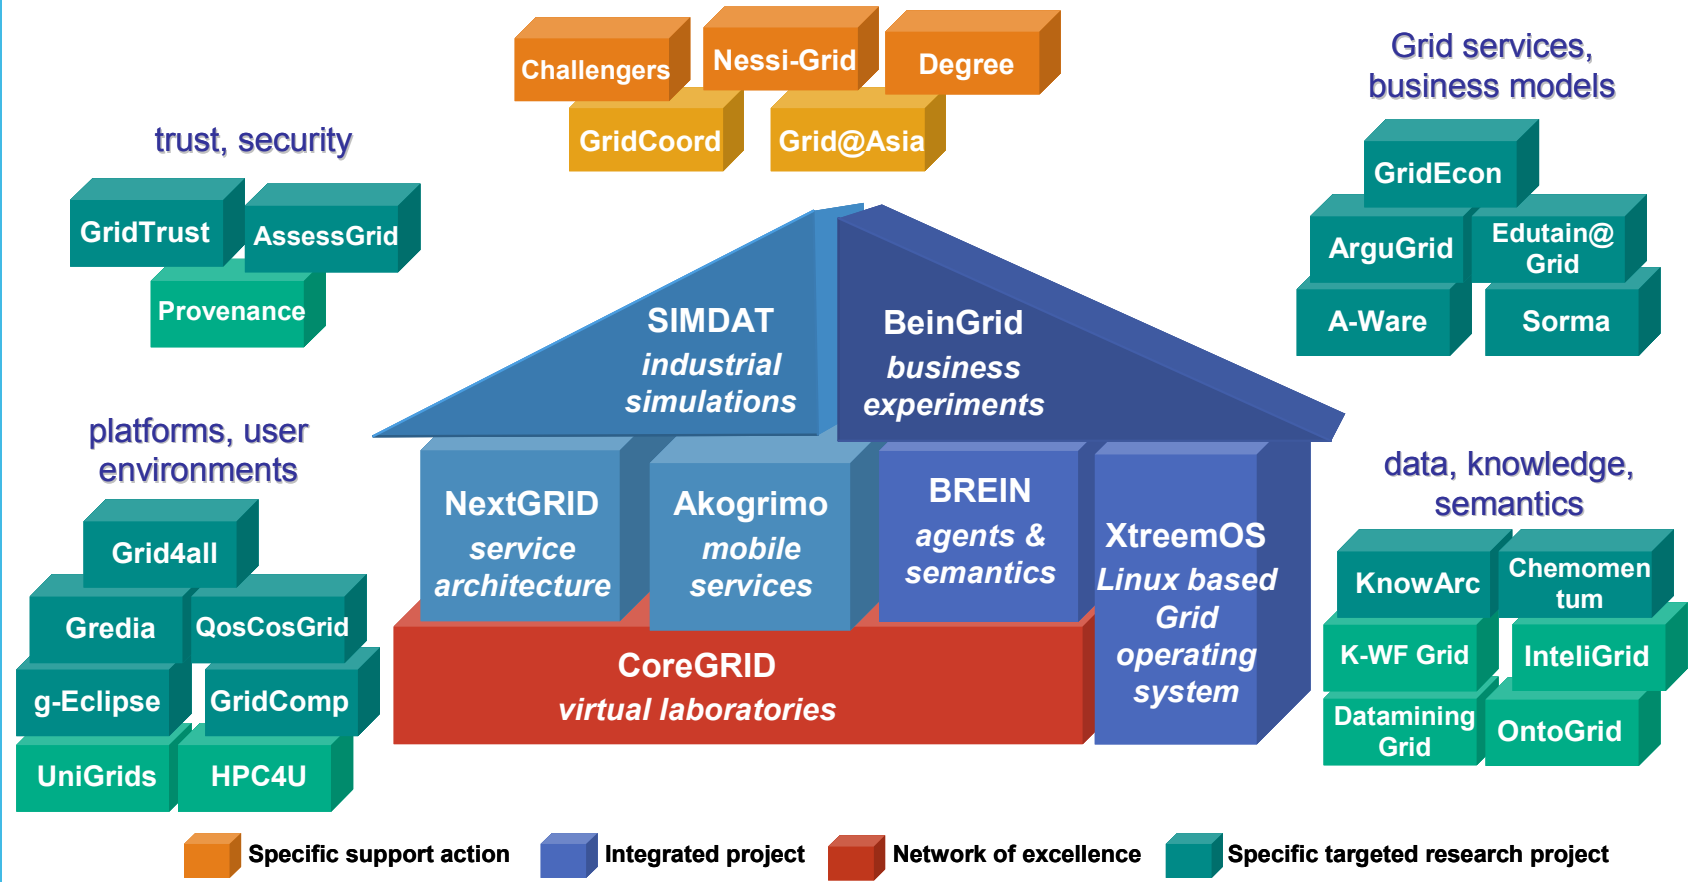 Challengers
Nessi-Grid
Degree
GridCoord
Grid@Asia
Grid services,
business models
GridEcon
ArguGrid
Edutain@
Grid
A-Ware
Sorma
trust, security
GridTrust
AssessGrid
Provenance
SIMDAT
industrial
simulations
BeinGrid
business
experiments
NextGRID
service
architecture
Akogrimo
mobile
services
BREIN
agents &
semantics
XtreemOS
Linux based
Grid
operating
system
CoreGRID
virtual laboratories
platforms, user
environments
Grid4all
Gredia
QosCosGrid
g-Eclipse
GridComp
UniGrids
HPC4U
data, knowledge,
semantics
KnowArc
Chemomen
tum
K-WF Grid
InteliGrid
Datamining
Grid
OntoGrid
Specific support action
Integrated project
Network of excellence
Specific targeted research project